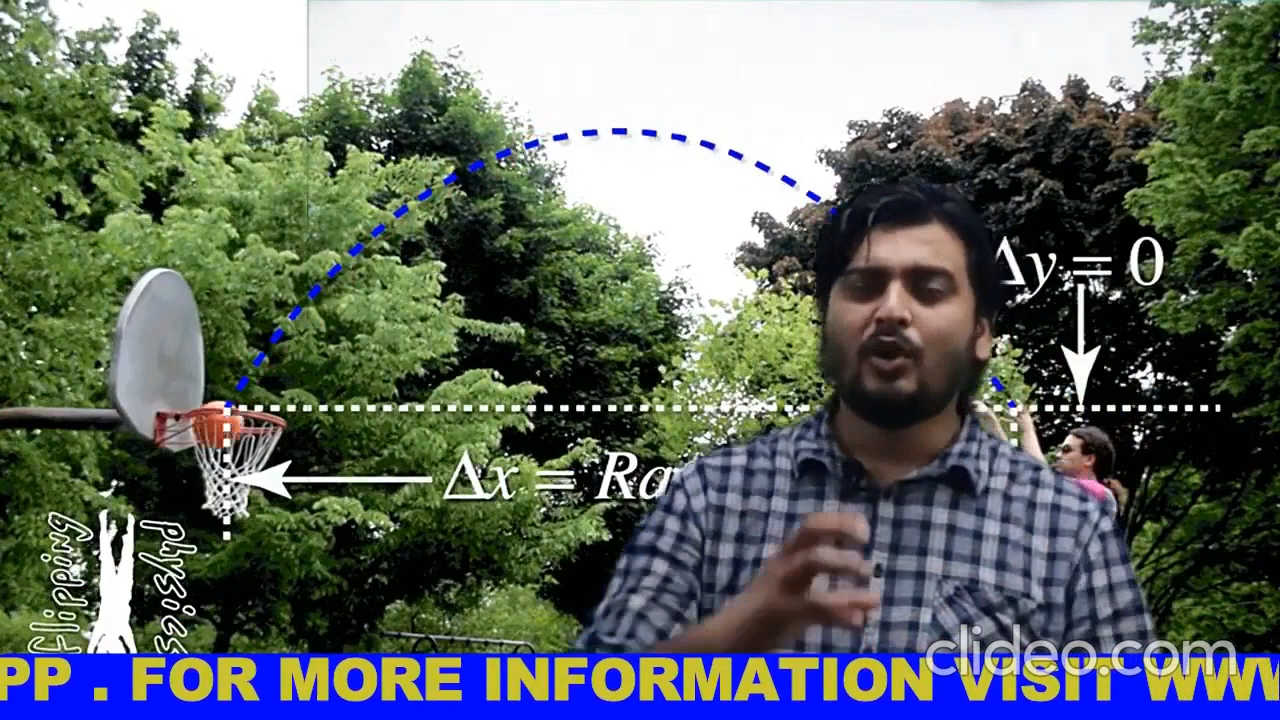 Δy = 0
Δx = Ra
flipping
physics
clideo.com
PP . FOR MORE INFORMATION VISIT WWW